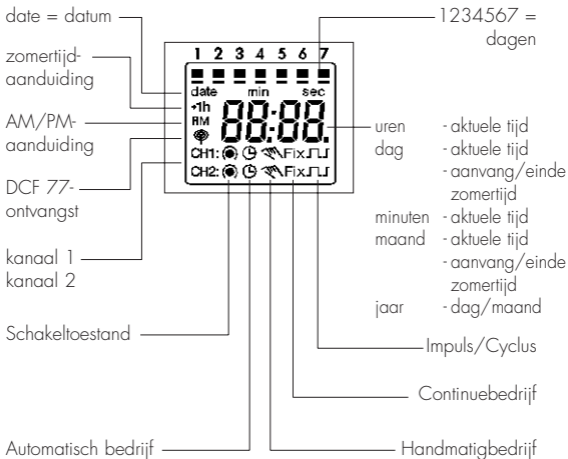 date = datum
zomertijd-
aanduiding
AM/PM-
aanduiding
DCF 77-
ontvangst
kanaal 1
kanaal 2
Schakeltoestand
Automatisch bedrijf
1 2 3 4 5 6 7
date min sec
+1h
AM
88:88.
CH1: Fix
CH2: Fix
1234567 =
dagen
uren - aktuele tijd
dag - aktuele tijd
- aanvang/einde
zomertijd
minuten - aktuele tijd
maand - aktuele tijd
- aanvang/einde
zomertijd
jaar - dag/maand
Impuls/Cyclus
Continuebedrijf
Handmatigbedrijf